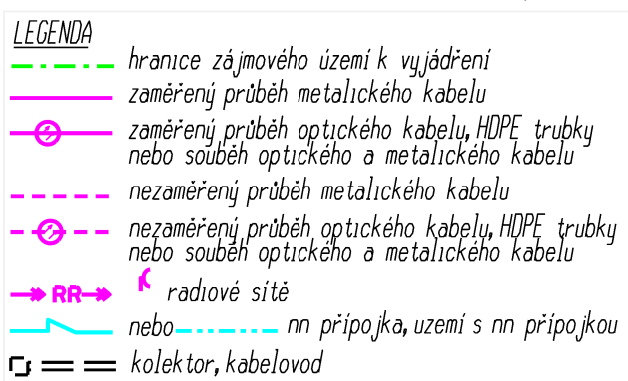 LEGENDA
hranice zájmového území k vyjádření
zaměřený průběh metalického kabelu
zaměřený průběh optického kabelu, HDPE trubky
nebo souběh optického a metalického kabelu
nezaměřený průběh metalického kabelu
nezaměřený průběh optického kabelu, HDPE trubky
nebo souběh optického a metalického kabelu
RR radiové sítě
nebo nn přípojka, uzemí s nn přípojkou
kolektor, kabelovod